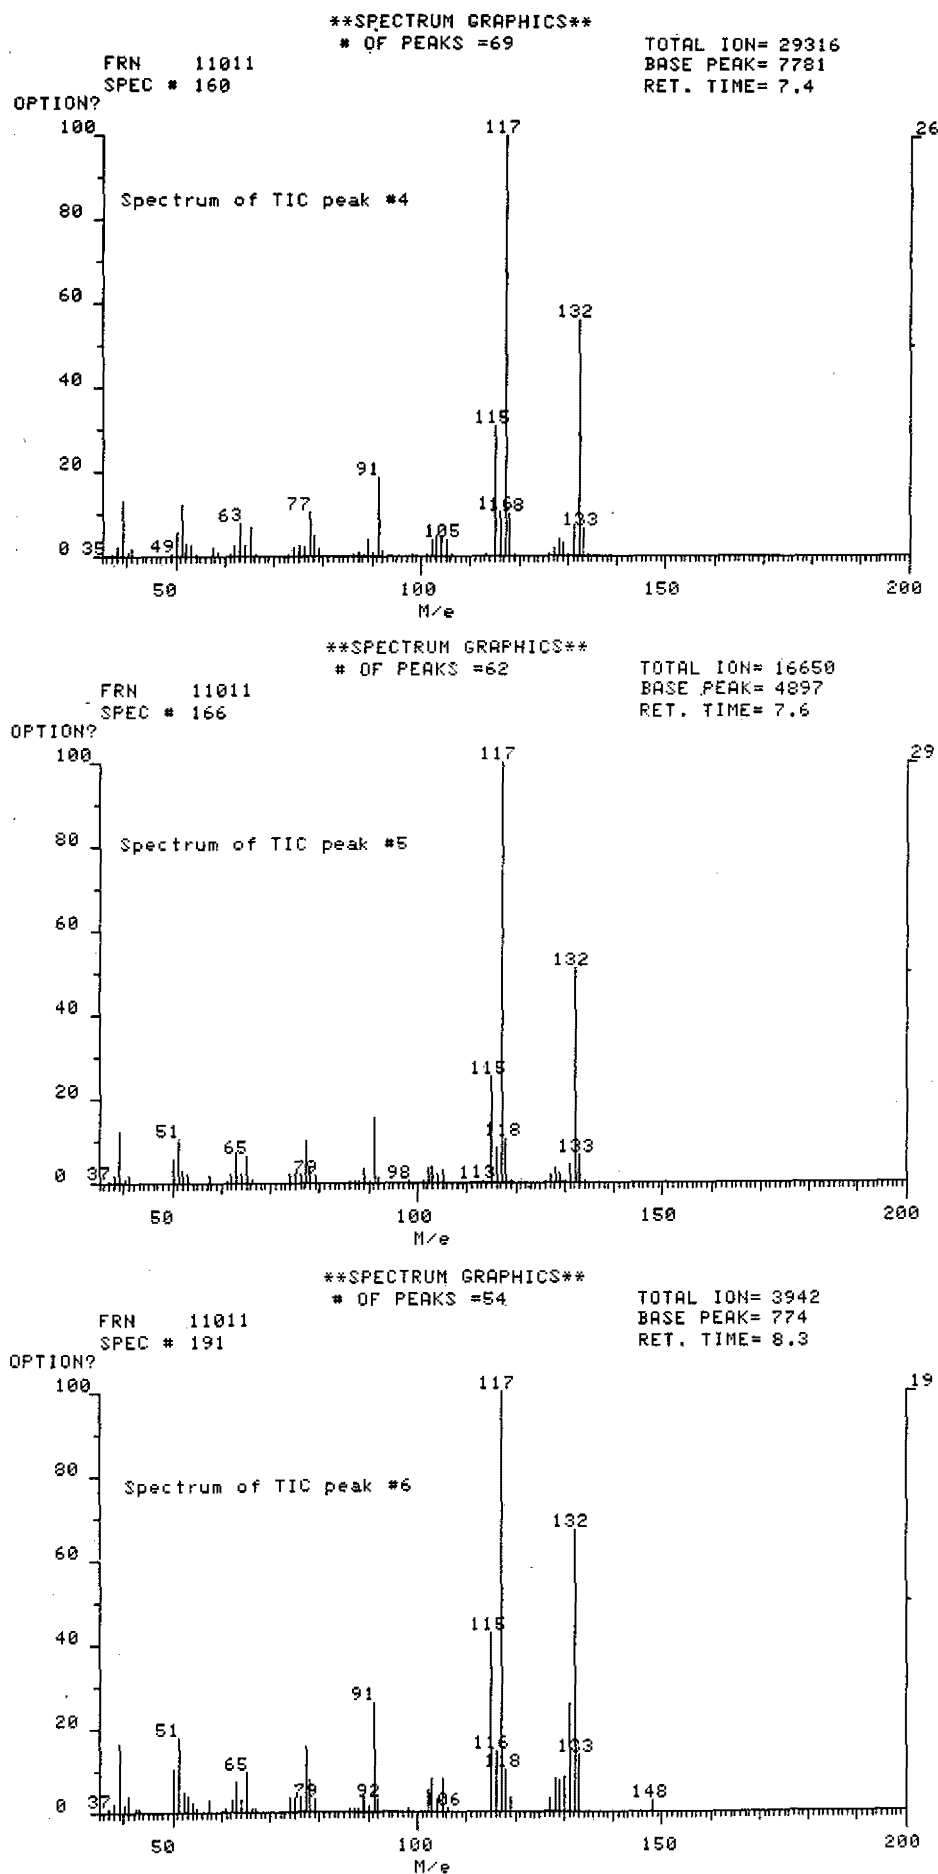 **SPECTRUM GRAPHICS**
# OF PEAKS =69
TOTAL ION= 29316
FRN 11011
BASE PEAK= 7781
SPEC # 160
RET. TIME= 7.4
OPTION?
100
117
26
Spectrum of TIC peak #4
80
60
132
40
115
20
91
77
63
118
105
133
0
35
49
50
100
150
200
M/e
**SPECTRUM GRAPHICS**
# OF PEAKS =62
TOTAL ION= 16650
FRN 11011
BASE PEAK= 4897
SPEC # 166
RET. TIME= 7.6
OPTION?
100
117
29
80
Spectrum of TIC peak #5
60
132
40
115
20
51
65
118
133
0
37
98
113
50
100
150
200
M/e
**SPECTRUM GRAPHICS**
# OF PEAKS =54
TOTAL ION= 3942
FRN 11011
BASE PEAK= 774
SPEC # 191
RET. TIME= 8.3
OPTION?
100
117
19
80
Spectrum of TIC peak #6
132
60
40
115
91
20
51
116
133
65
118
79
92
148
0
37
50
100
150
200
M/e